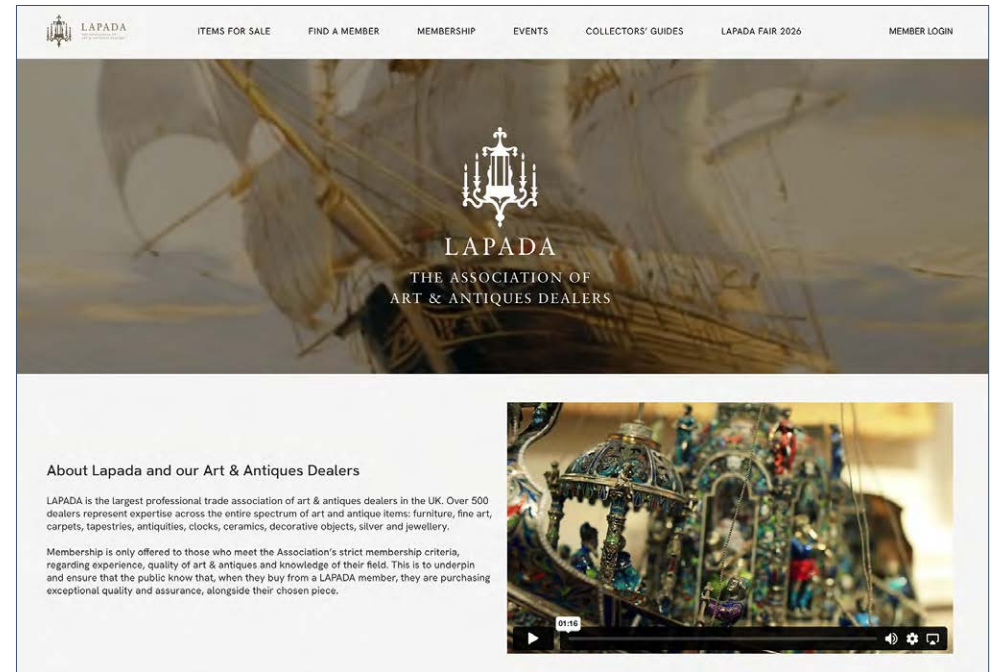 LAPADA
ITEMS FOR SALE
FIND A MEMBER
MEMBERSHIP
EVENTS
COLLECTORS' GUIDES
LAPADA FAIR 2026
MEMBER LOGIN
LAPADA
THE ASSOCIATION OF
ART & ANTIQUES DEALERS
About Lapada and our Art & Antiques Dealers
LAPADA is the largest professional trade association of art & antiques dealers in the UK. Over 500
dealers represent expertise across the entire spectrum of art and antique items: furniture, fine art,
carpets, tapestries, antiquities, clocks, ceramics, decorative objects, silver and jewellery.
Membership is only offered to those who meet the Association's strict membership criteria,
regarding experience, quality of art & antiques and knowledge of their field. This is to underpin
and ensure that the public know that, when they buy from a LAPADA member, they are purchasing
exceptional quality and assurance, alongside their chosen piece.
01:16